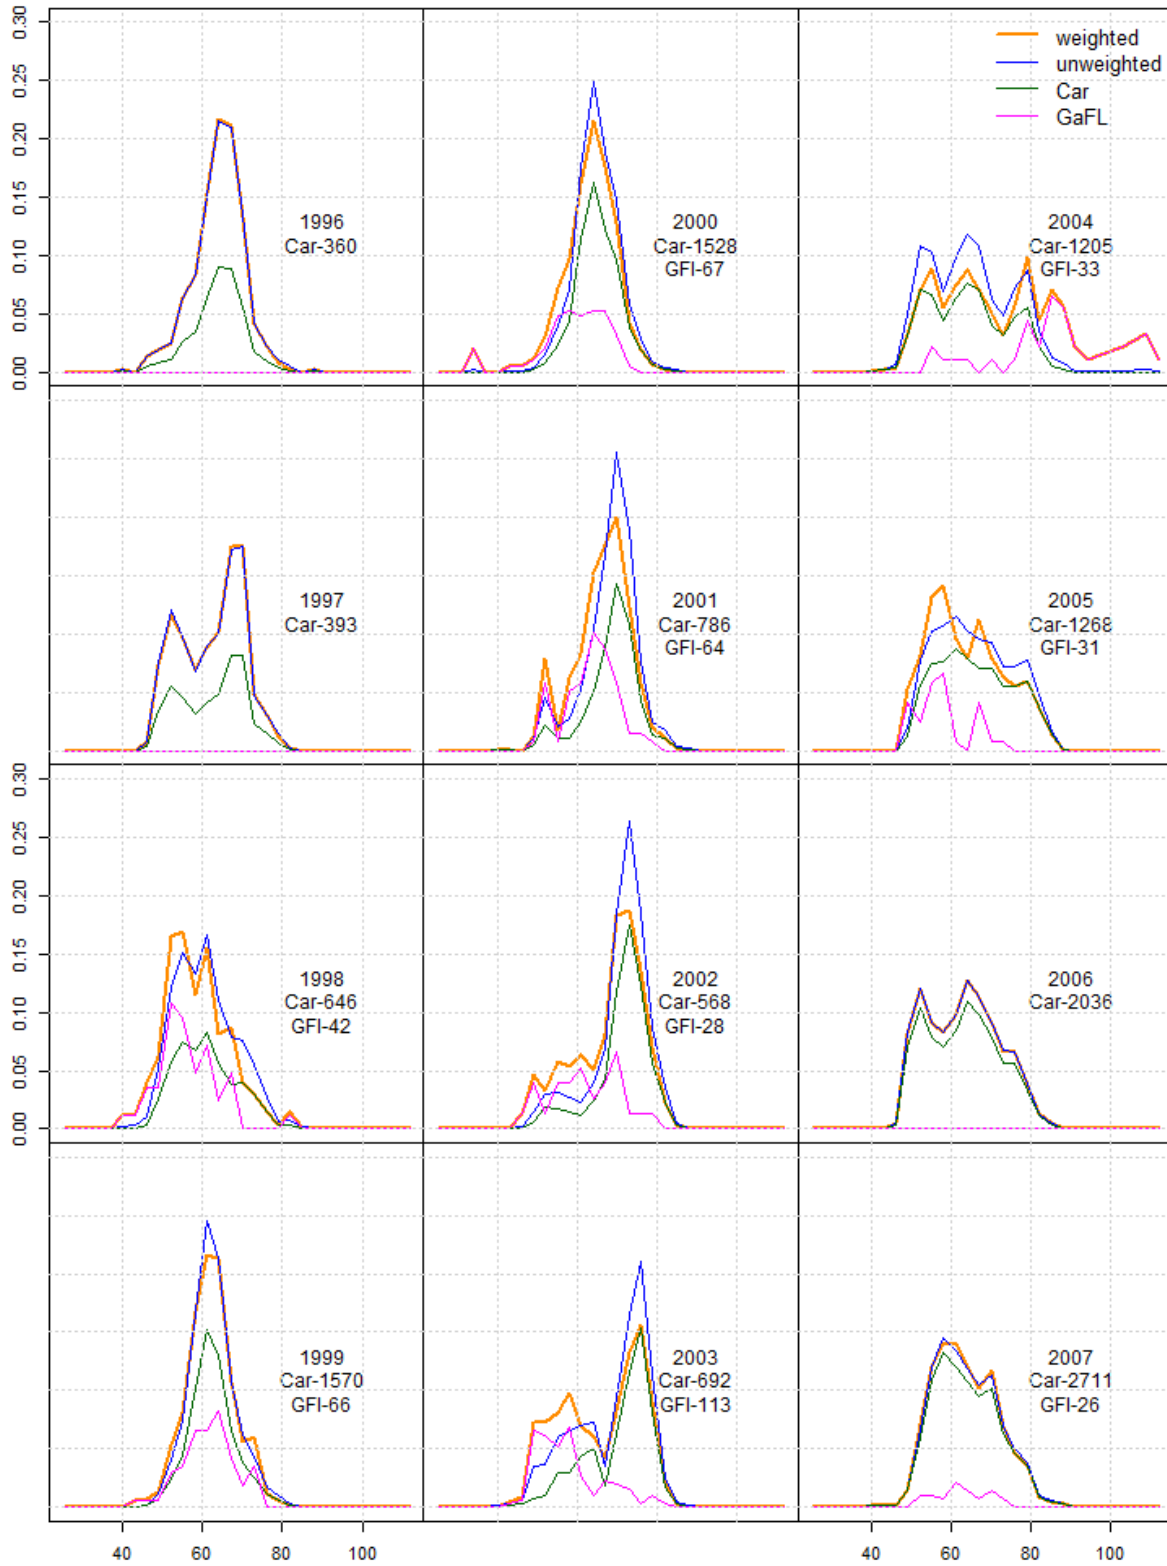 0.00 0.05 0.10 0.15 0.20 0.25 0.30
weighted
unweighted
Car
GaFL
1996
Car-360
2000
Car-1528
GFI-67
2004
Car-1205
GFI-33
1997
Car-393
2001
Car-786
GFI-64
2005
Car-1268
GFI-31
0.00 0.05 0.10 0.15 0.20 0.25 0.30
1998
Car-646
GFI-42
2002
Car-568
GFI-28
2006
Car-2036
1999
Car-1570
GFI-66
2003
Car-692
GFI-113
2007
Car-2711
GFI-26
40 60 80 100
40 60 80 100